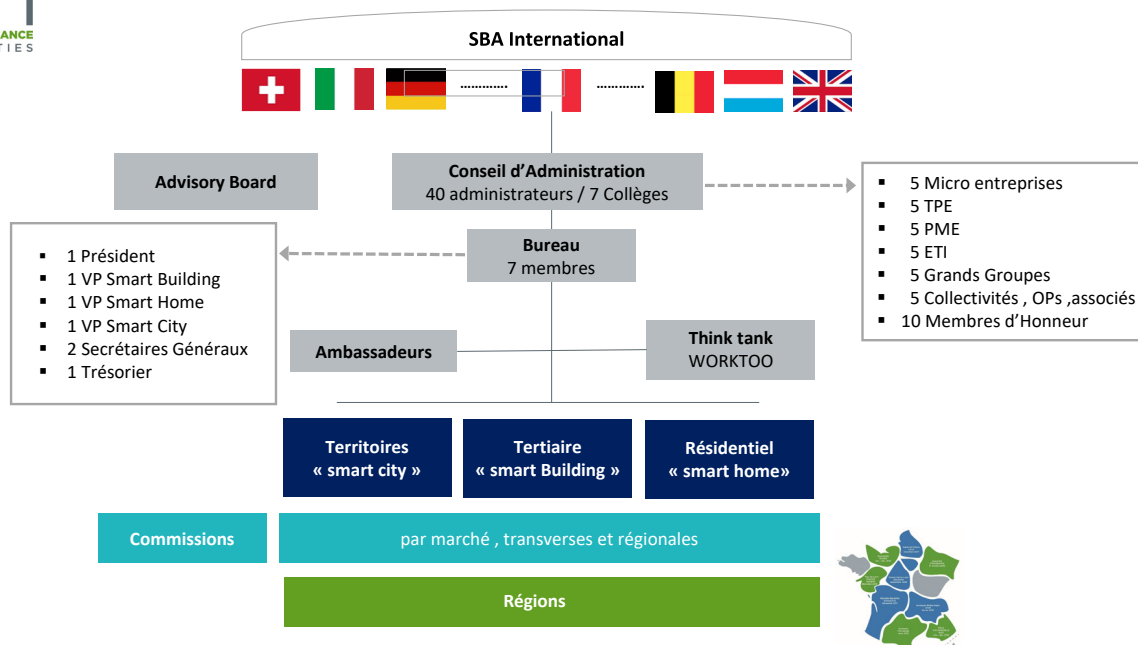 ANCE
TIES
SBA International
.............
.............
Advisory Board
Conseil d’Administration
40 administrateurs / 7 Collèges
▪ 5 Micro entreprises
▪ 5 TPE
▪ 5 PME
▪ 5 ETI
▪ 5 Grands Groupes
▪ 5 Collectivités , OPs ,associés
▪ 10 Membres d’Honneur
Bureau
7 membres
▪ 1 Président
▪ 1 VP Smart Building
▪ 1 VP Smart Home
▪ 1 VP Smart City
▪ 2 Secrétaires Généraux
▪ 1 Trésorier
Ambassadeurs
Think tank
WORKTOO
Territoires
« smart city »
Tertiaire
« smart Building »
Résidentiel
« smart home»
Commissions
par marché , transverses et régionales
Régions